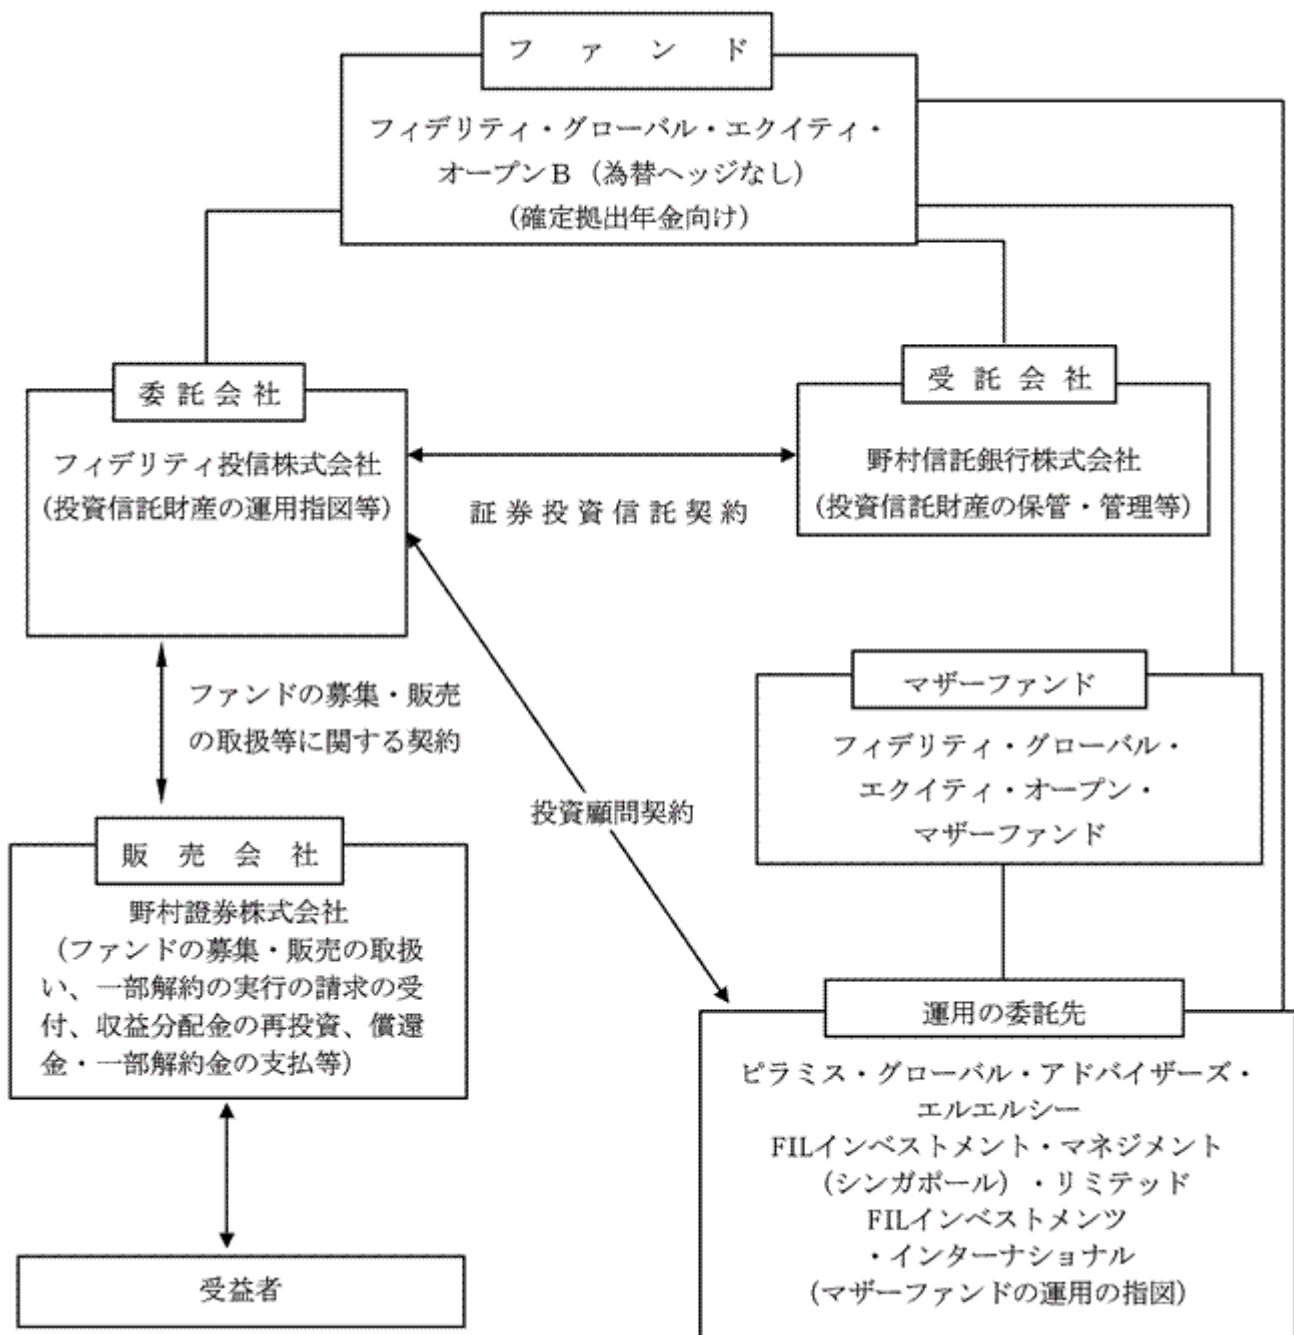 ファンド
フィデリティ・グローバル・エクイティ・
オープンB（為替ヘッジなし）
(確定拠出年金向け)
委託会社
フィデリティ投信株式会社
(投資信託財産の運用指図等)
受託会社
野村信託銀行株式会社
(投資信託財産の保管・管理等)
証券投資信託契約
ファンドの募集・販売
の取扱等に関する契約
投資顧問契約
マザーファンド
フィデリティ・グローバル・
エクイティ・オープン・
マザーファンド
販売会社
野村證券株式会社
（ファンドの募集・販売の取扱
い、一部解約の実行の請求の受
付、収益分配金の再投資、償還
金・一部解約金の支払等）
運用の委託先
ピラミス・グローバル・アドバイザーズ・
エルエルシー
FILインベストメント・マネジメント
（シンガポール）・リミテッド
FILインベストメンツ
・インターナショナル
(マザーファンドの運用の指図)
受益者